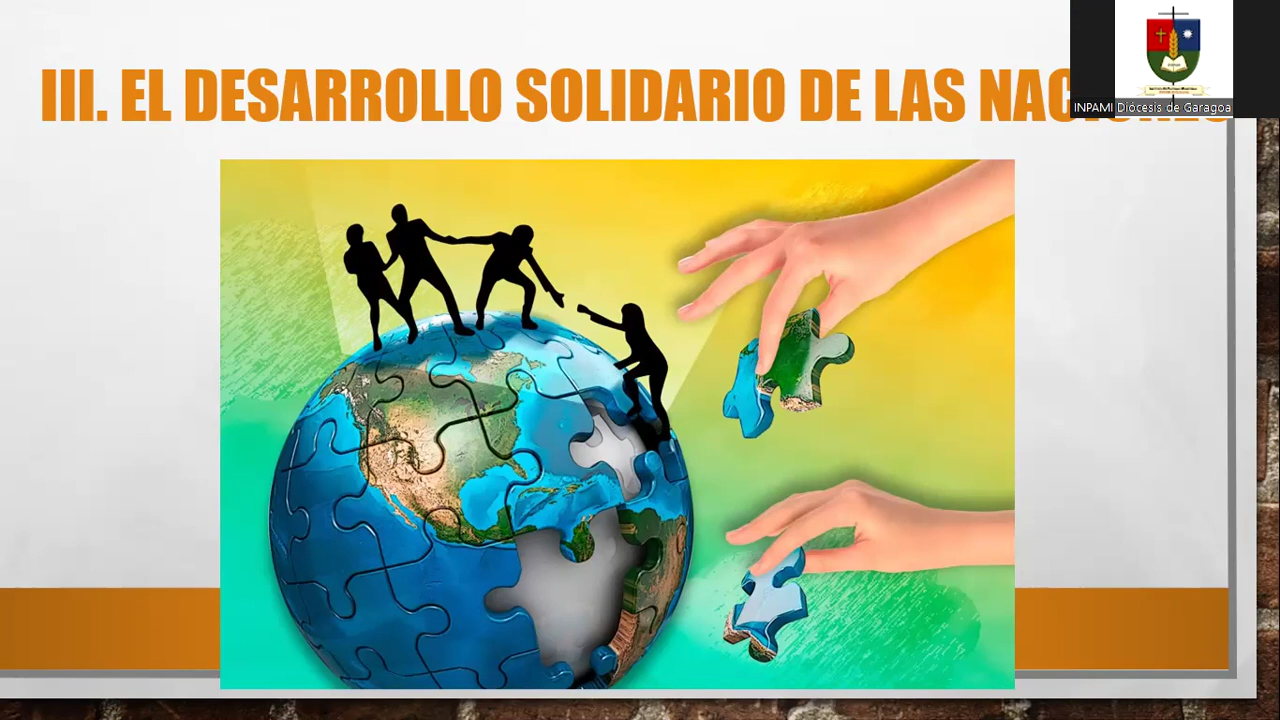 III. EL DESARROLLO SOLIDARIO DE LAS
INPAMI Diócesis de Garagoa